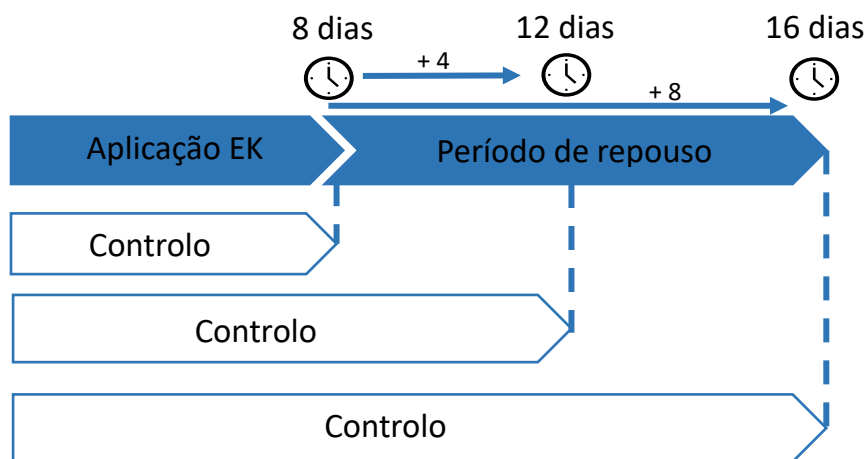 8 dias
12 dias
16 dias
+ 4
+ 8
Aplicação EK
Período de repouso
Controlo
Controlo
Controlo